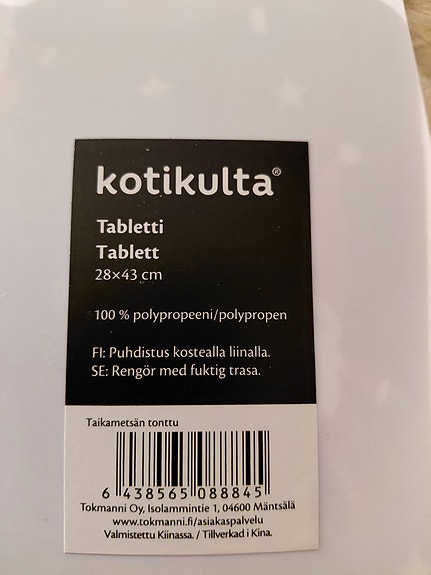 kotikulta®
Tabletti
Tablett
28×43 cm
100 % polypropeeni/polypropen
FI: Puhdistus kostealla liinalla.
SE: Rengör med fuktig trasa.
Taikametsän tonttu
6 438565 088845
Tokmanni Oy, Isolammintie 1, 04600 Mäntsälä
www.tokmanni.fi/asiakaspalvelu
Valmistettu Kiinassa. / Tillverkad i Kina.